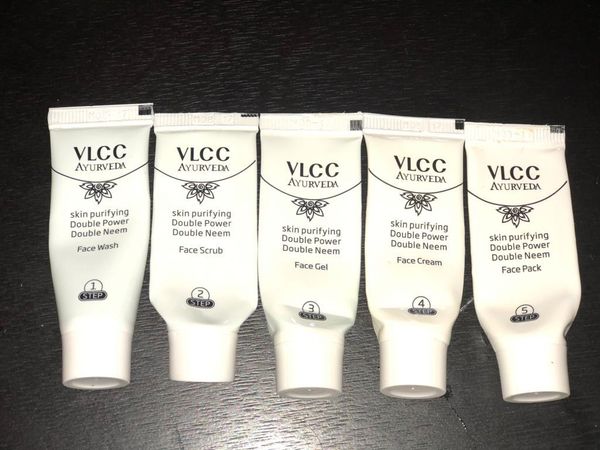 VLCC
AYURVEDA
skin purifying
Double Power
Double Neem
Face Wash
1
STEP
VLCC
AYURVEDA
skin purifying
Double Power
Double Neem
Face Scrub
2
STEP
VLCC
AYURVEDA
skin purifying
Double Power
Double Neem
Face Gel
3
STEP
VLCC
AYURVEDA
skin purifying
Double Power
Double Neem
Face Cream
4
STEP
VLCC
AYURVEDA
skin purifying
Double Power
Double Neem
Face Pack
5
STEP